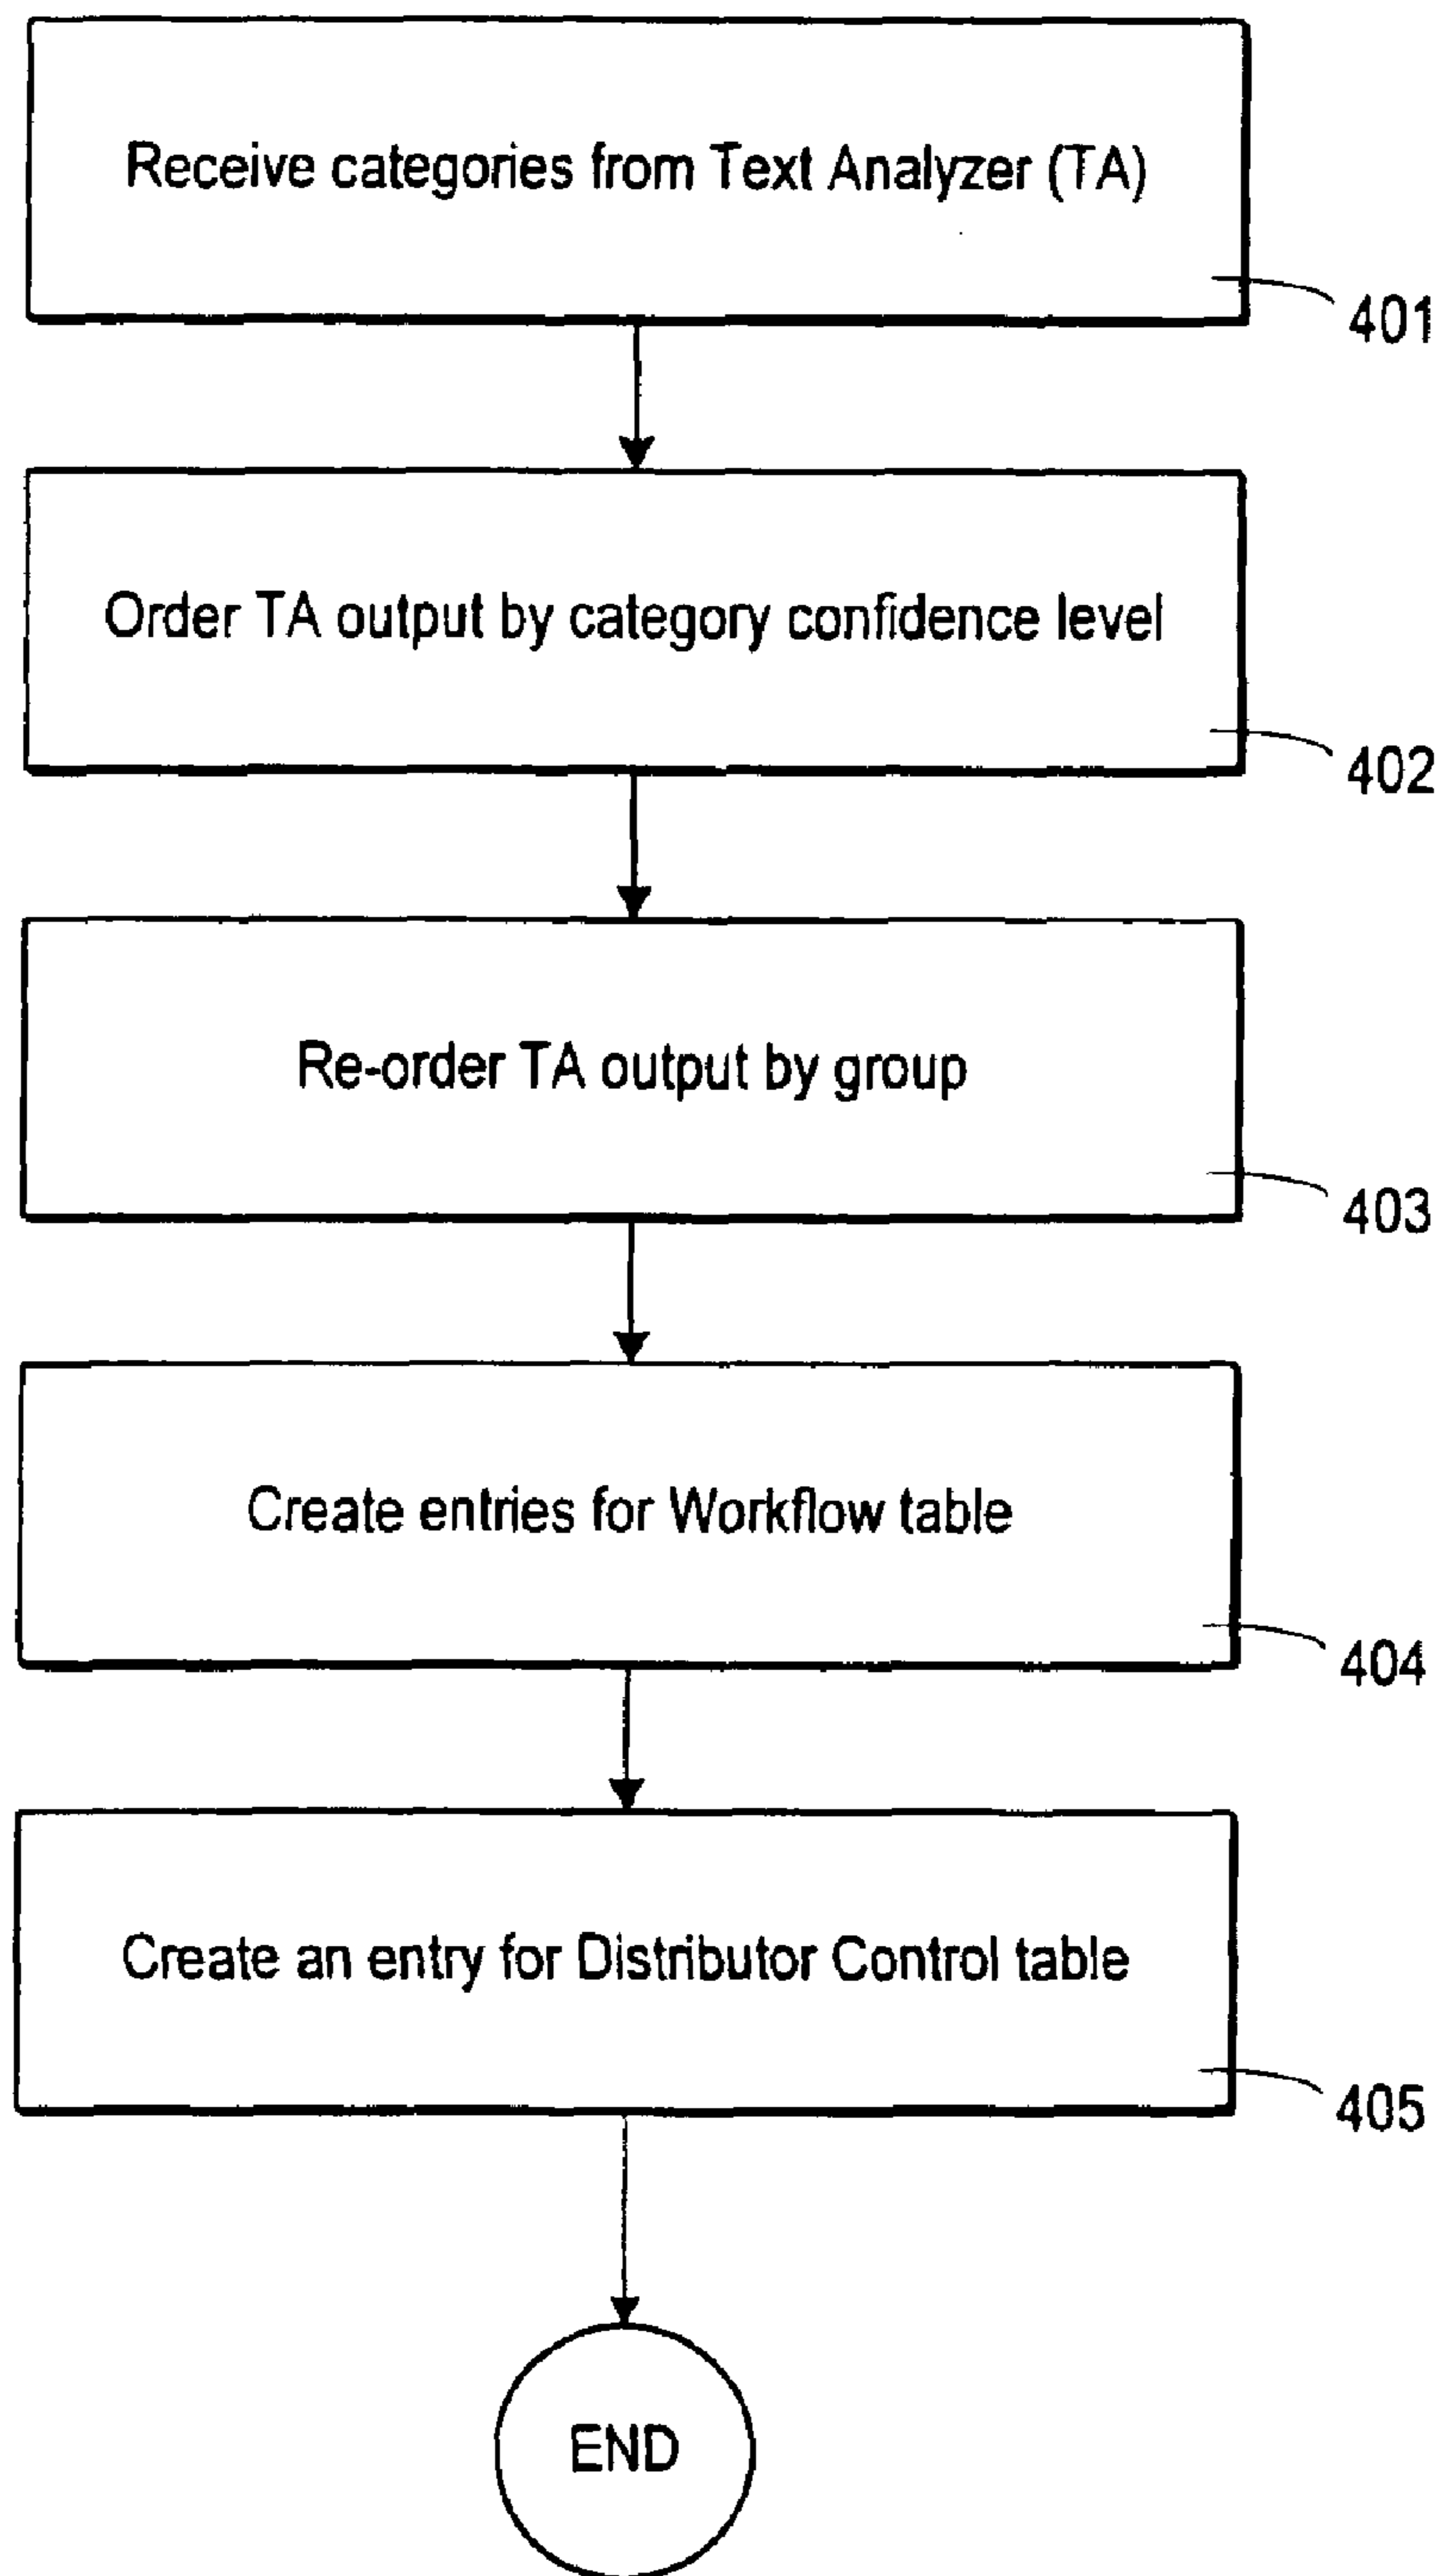 Receive categories from Text Analyzer (TA)
401
Order TA output by category confidence level
402
Re-order TA output by group
403
Create entries for Workflow table
404
Create an entry for Distributor Control table
405
END